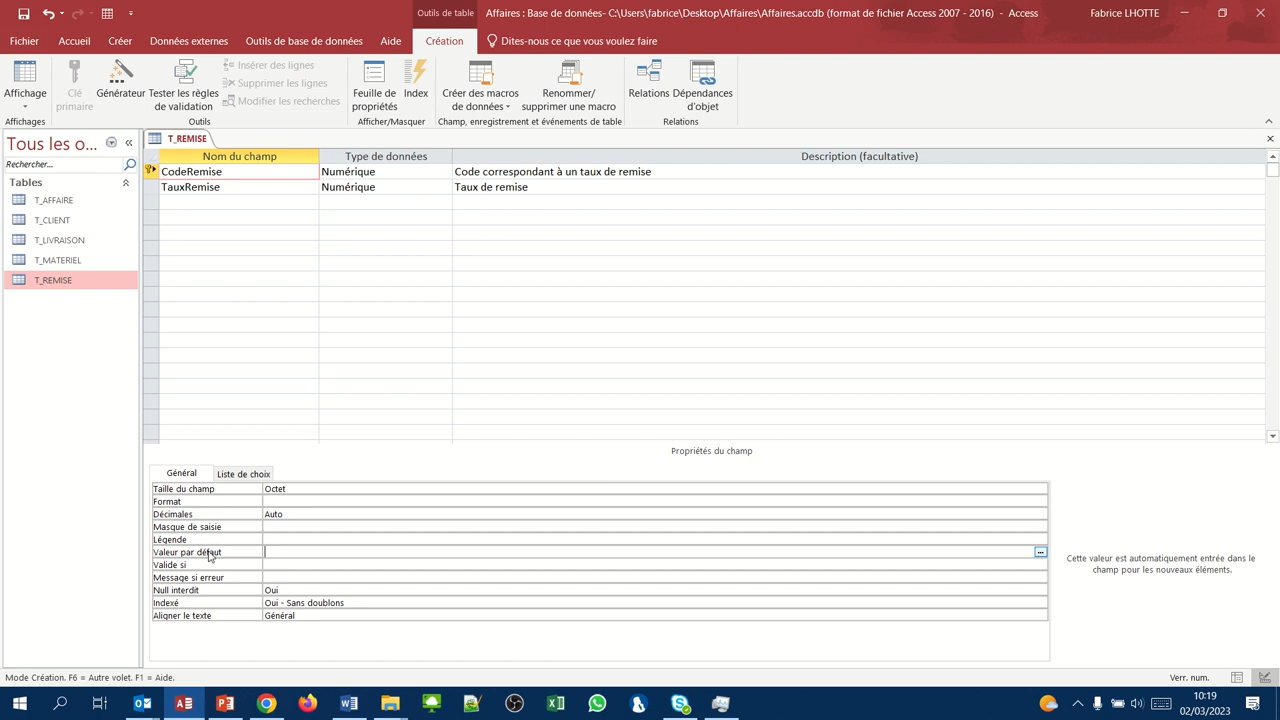 Outils de table
Affaires : Base de données- C:\Users\fabrice\Desktop\Affaires\Affaires.accdb (format de fichier Access 2007 - 2016) - Access
Fabrice LHOTTE
Fichier
Accueil
Créer
Données externes
Outils de base de données
Aide
Création
Dites-nous ce que vous voulez faire
Affichage
Clé primaire
Générateur
Tester les règles de validation
Insérer des lignes
Supprimer les lignes
Modifier les recherches
Feuille de propriétés
Index
Créer des macros de données
Renommer/ supprimer une macro
Relations
Dépendances d'objet
Affichages
Outils
Afficher/Masquer
Champ, enregistrement et événements de table
Relations
Tous les o...
Rechercher...
Tables
T_AFFAIRE
T_CLIENT
T_LIVRAISON
T_MATERIEL
T_REMISE
T_REMISE
Nom du champ Type de données Description (facultative)
CodeRemise Numérique Code correspondant à un taux de remise
TauxRemise Numérique Taux de remise
Propriétés du champ
Général Liste de choix
Taille du champ Octet
Format
Décimales Auto
Masque de saisie
Légende
Valeur par défaut
Valide si
Message si erreur
Null interdit Oui
Indexé Oui - Sans doublons
Aligner le texte Général
Cette valeur est automatiquement entrée dans le
champ pour les nouveaux éléments.
Mode Création. F6 = Autre volet. F1 = Aide.
Verr. num.
10:19
02/03/2023